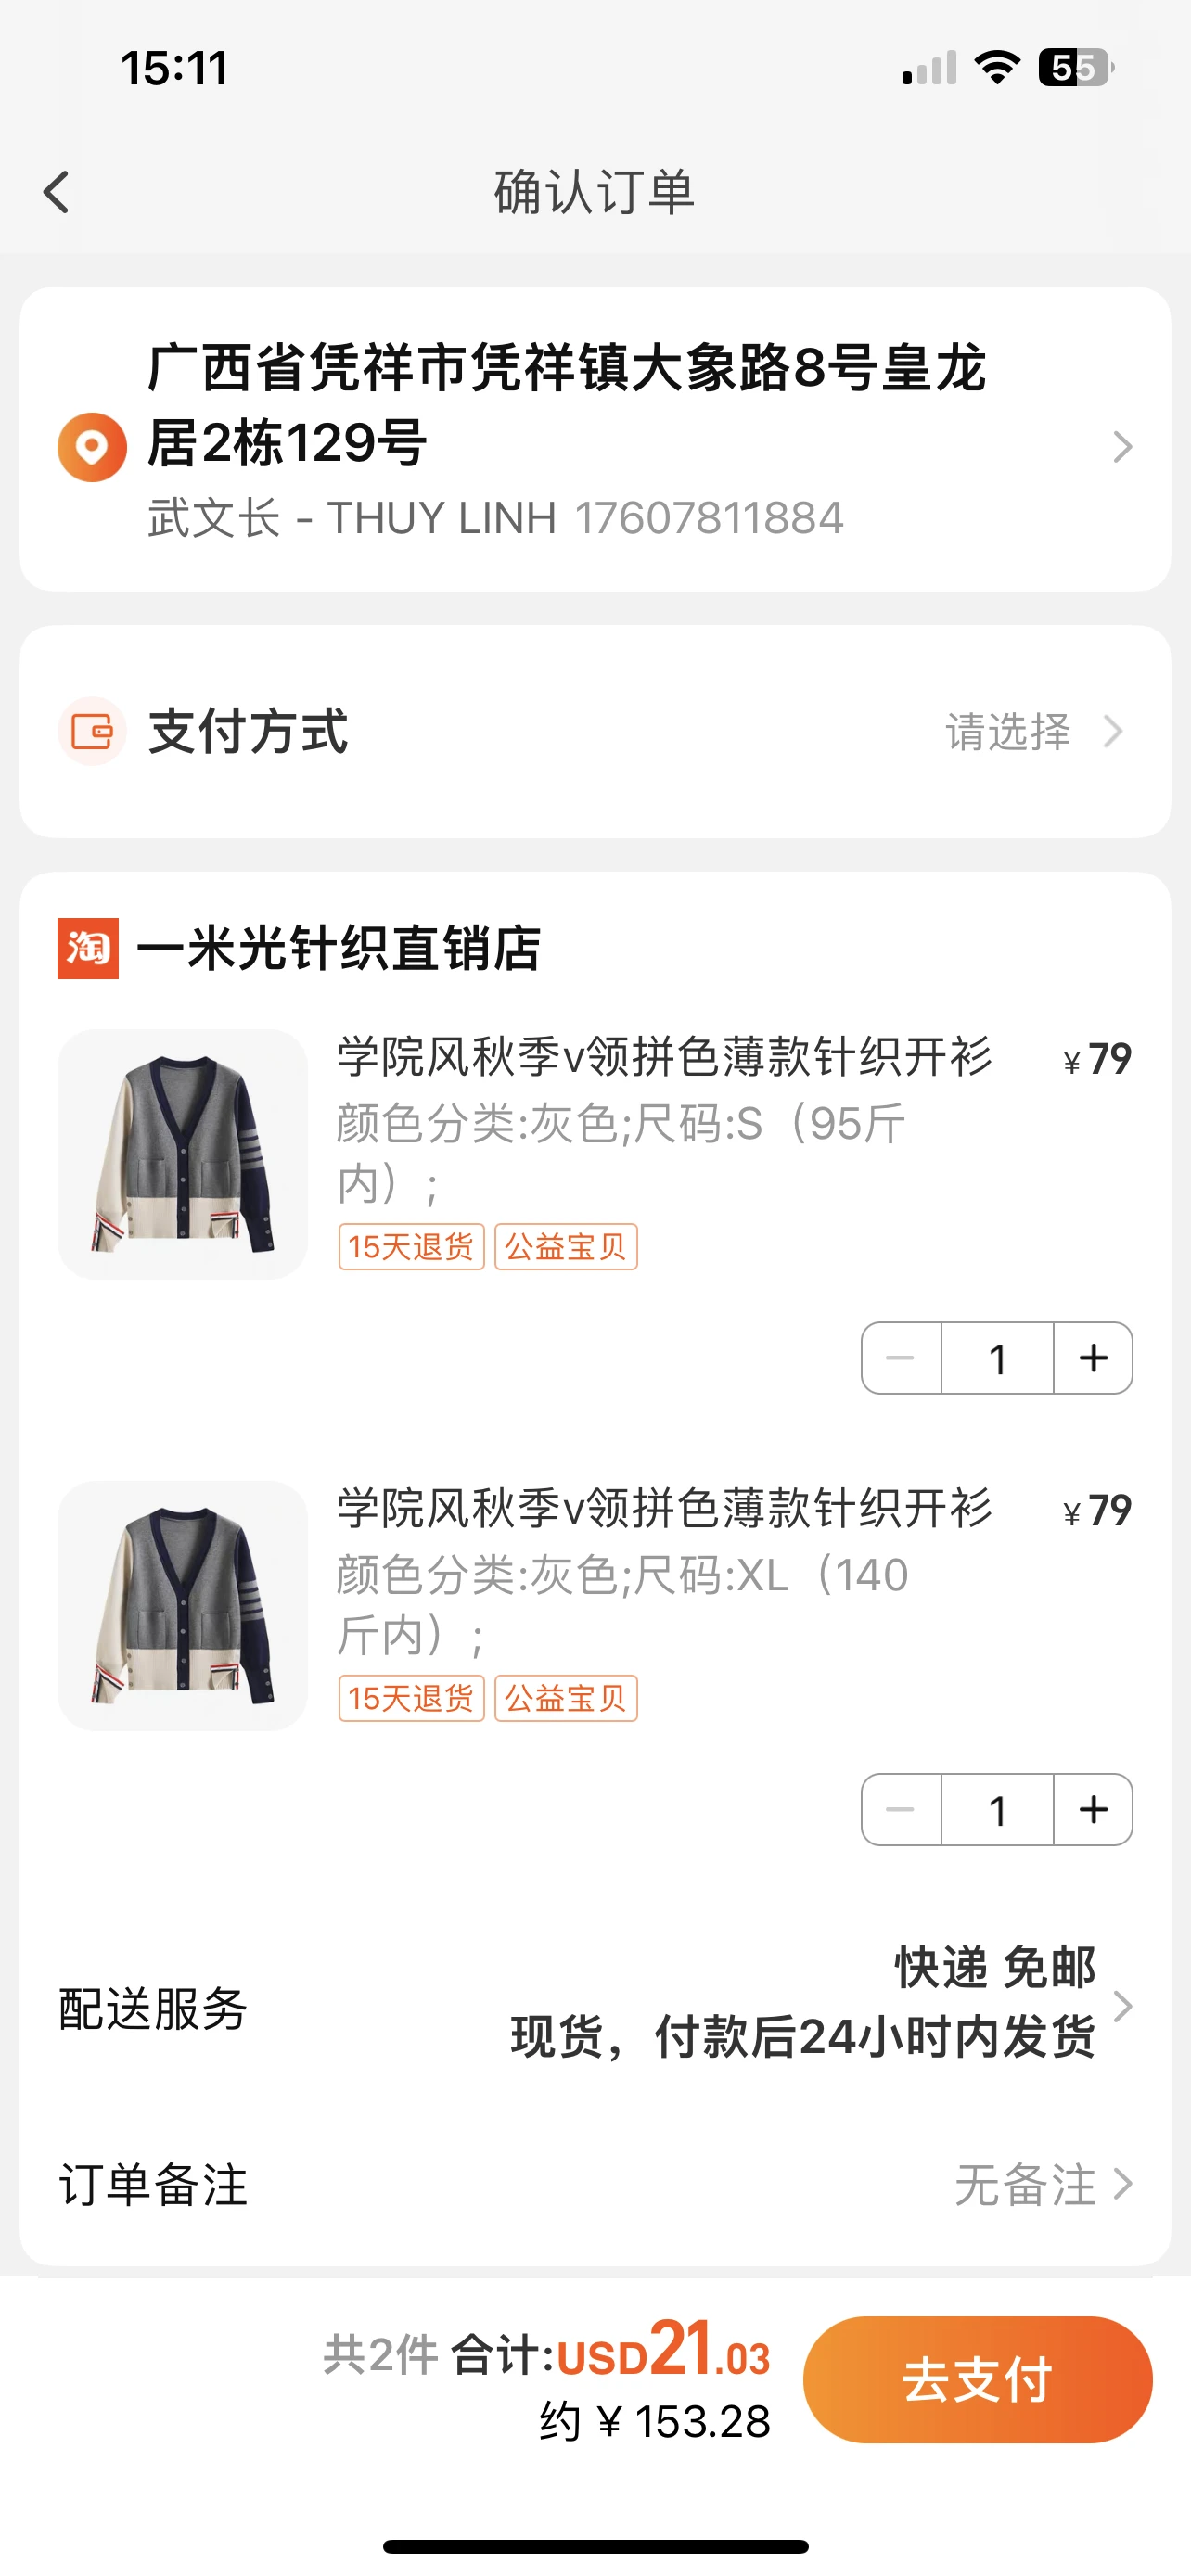 15:11
55
确认订单
广西省凭祥市凭祥镇大象路8号皇龙
居2栋129号
武文长 - THUY LINH 17607811884
支付方式
请选择
淘 一米光针织直销店
学院风秋季v领拼色薄款针织开衫 ¥79
颜色分类:灰色;尺码:S（95斤
内）;
15天退货 公益宝贝
1
学院风秋季v领拼色薄款针织开衫 ¥79
颜色分类:灰色;尺码:XL（140
斤内）;
15天退货 公益宝贝
1
快递 免邮
配送服务
现货，付款后24小时内发货
订单备注 无备注
共2件 合计:USD21.03
约 ¥ 153.28
去支付